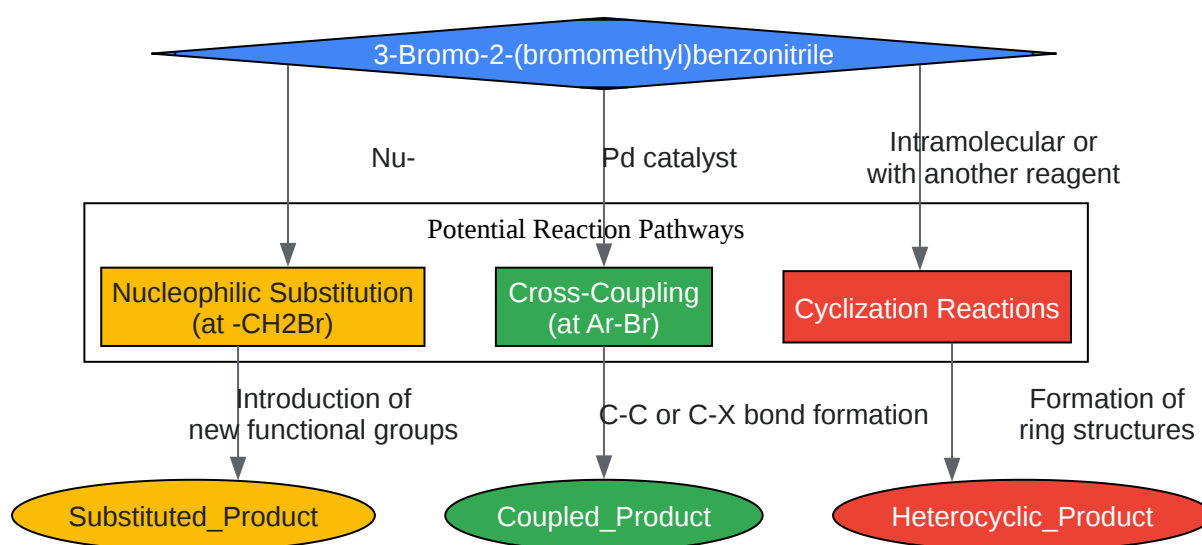 3-Bromo-2-(bromomethyl)benzonitrile
Nu-
Pd catalyst
Intramolecular or
with another reagent
Potential Reaction Pathways
Nucleophilic Substitution
(at -CH2Br)
Cross-Coupling
(at Ar-Br)
Cyclization Reactions
Introduction of
new functional groups
C-C or C-X bond formation
Formation of
ring structures
Substituted_Product
Coupled_Product
Heterocyclic_Product